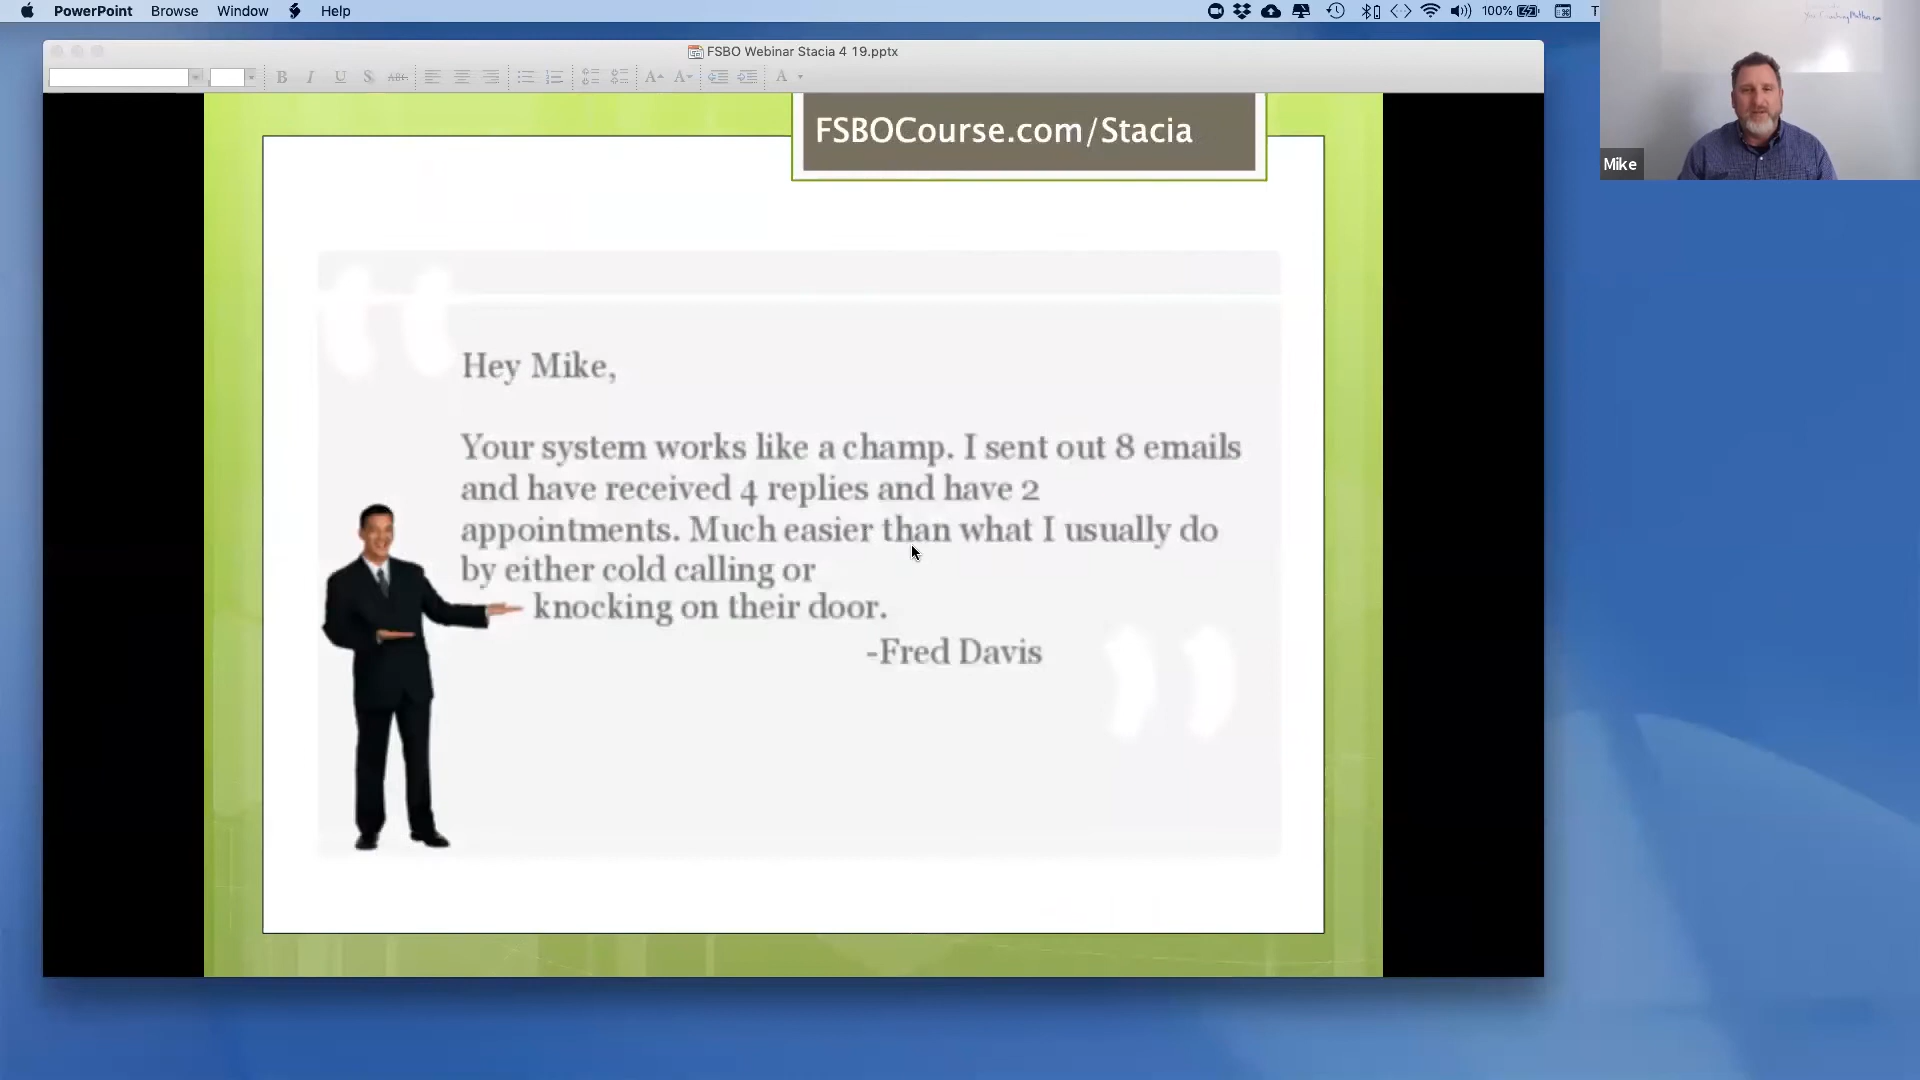 PowerPoint Browse Window Help
100%
FSBO Webinar Stacia 4 19.pptx
B I U S ABC A A A
FSBOCourse.com/Stacia
Mike
Hey Mike,
Your system works like a champ. I sent out 8 emails
and have received 4 replies and have 2
appointments. Much easier than what I usually do
by either cold calling or
knocking on their door.
-Fred Davis